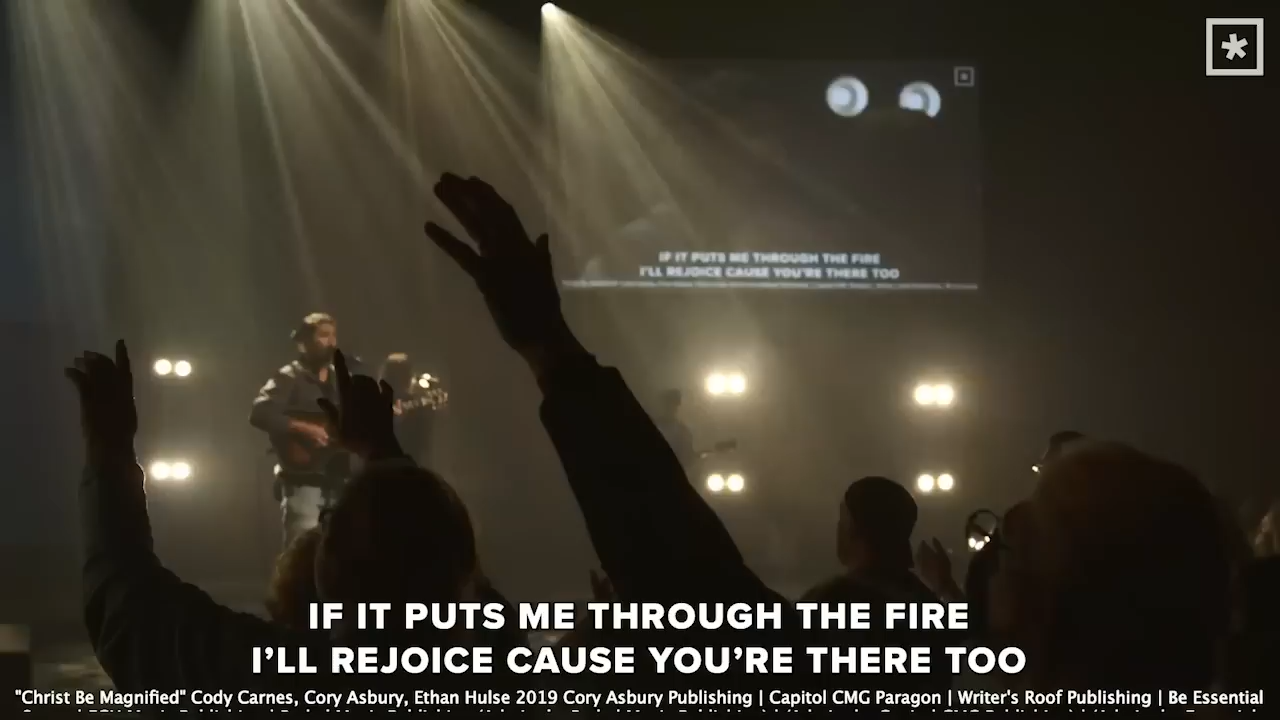 IF IT PUTS ME THROUGH THE FIRE
I'LL REJOICE CAUSE YOU'RE THERE TOO
IF IT PUTS ME THROUGH THE FIRE
I’LL REJOICE CAUSE YOU’RE THERE TOO
"Christ Be Magnified" Cody Carnes, Cory Asbury, Ethan Hulse 2019 Cory Asbury Publishing | Capitol CMG Paragon | Writer's Roof Publishing | Be Essential